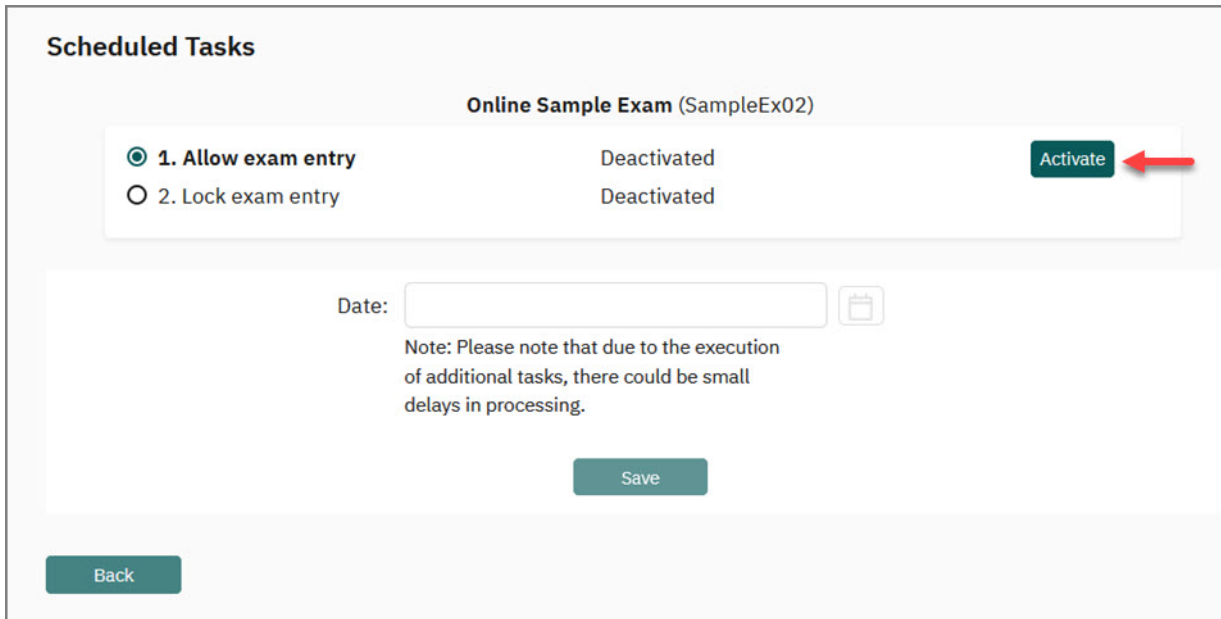 Scheduled Tasks
Online Sample Exam (SampleEx02)
1. Allow exam entry Deactivated Activate
2. Lock exam entry Deactivated
Date:
Note: Please note that due to the execution
of additional tasks, there could be small
delays in processing.
Save
Back